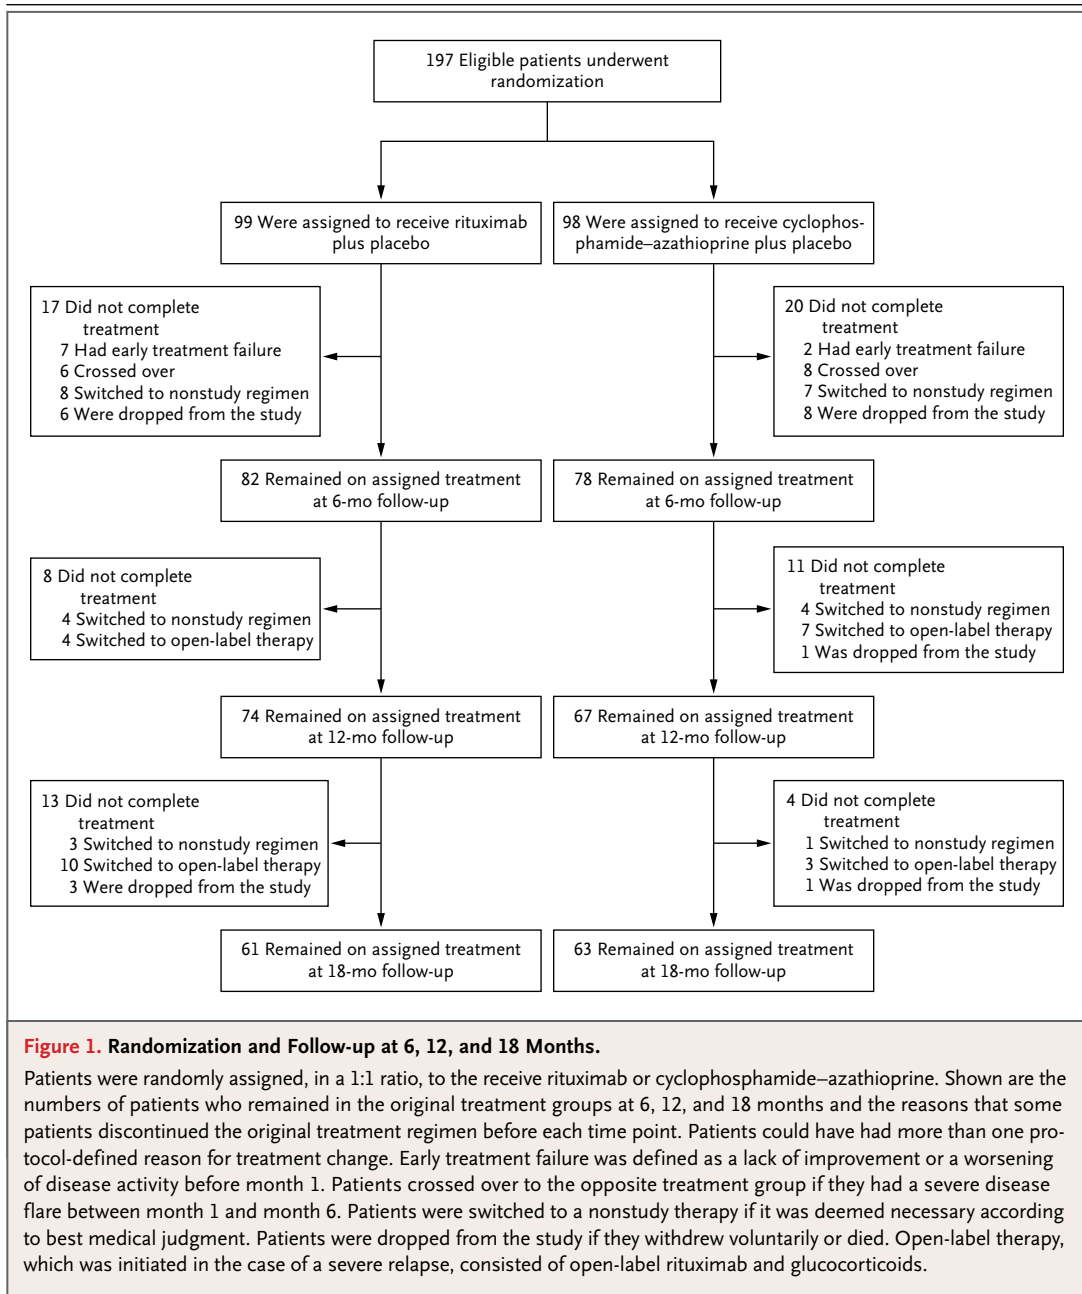 197 Eligible patients underwent
randomization
99 Were assigned to receive rituximab
plus placebo
98 Were assigned to receive cyclophos-
phamide–azathioprine plus placebo
17 Did not complete
treatment
7 Had early treatment failure
6 Crossed over
8 Switched to nonstudy regimen
6 Were dropped from the study
20 Did not complete
treatment
2 Had early treatment failure
8 Crossed over
7 Switched to nonstudy regimen
8 Were dropped from the study
82 Remained on assigned treatment
at 6-mo follow-up
78 Remained on assigned treatment
at 6-mo follow-up
8 Did not complete
treatment
4 Switched to nonstudy regimen
4 Switched to open-label therapy
11 Did not complete
treatment
4 Switched to nonstudy regimen
7 Switched to open-label therapy
1 Was dropped from the study
74 Remained on assigned treatment
at 12-mo follow-up
67 Remained on assigned treatment
at 12-mo follow-up
13 Did not complete
treatment
3 Switched to nonstudy regimen
10 Switched to open-label therapy
3 Were dropped from the study
4 Did not complete
treatment
1 Switched to nonstudy regimen
3 Switched to open-label therapy
1 Was dropped from the study
61 Remained on assigned treatment
at 18-mo follow-up
63 Remained on assigned treatment
at 18-mo follow-up
Figure 1. Randomization and Follow-up at 6, 12, and 18 Months.
Patients were randomly assigned, in a 1:1 ratio, to the receive rituximab or cyclophosphamide–azathioprine. Shown are the
numbers of patients who remained in the original treatment groups at 6, 12, and 18 months and the reasons that some
patients discontinued the original treatment regimen before each time point. Patients could have had more than one pro-
tocol-defined reason for treatment change. Early treatment failure was defined as a lack of improvement or a worsening
of disease activity before month 1. Patients crossed over to the opposite treatment group if they had a severe disease
flare between month 1 and month 6. Patients were switched to a nonstudy therapy if it was deemed necessary according
to best medical judgment. Patients were dropped from the study if they withdrew voluntarily or died. Open-label therapy,
which was initiated in the case of a severe relapse, consisted of open-label rituximab and glucocorticoids.